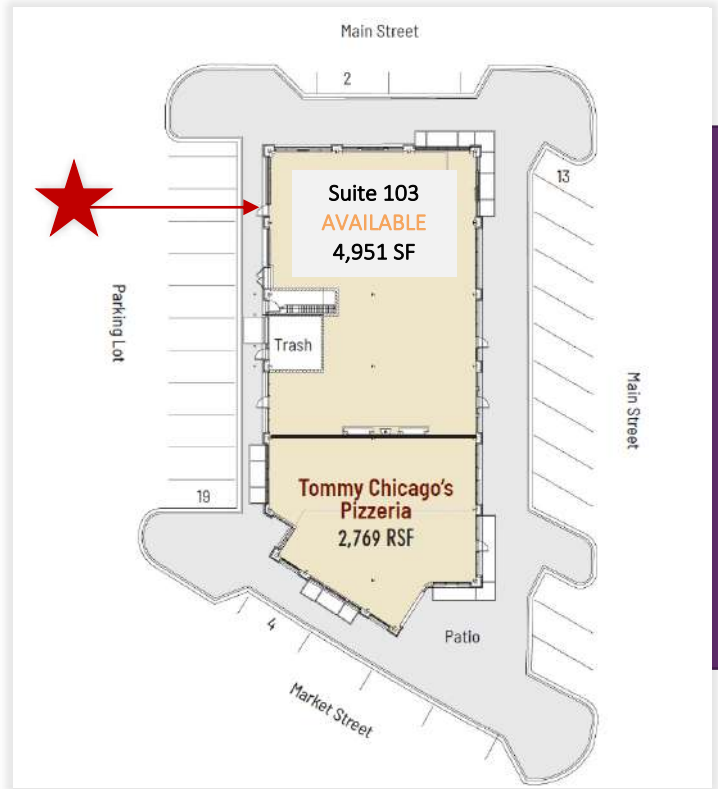 Main Street
2
13
Suite 103
AVAILABLE
4,951 SF
Parking Lot
Trash
Main Street
19
Tommy Chicago's
Pizzeria
2,769 RSF
4
Patio
Market Street